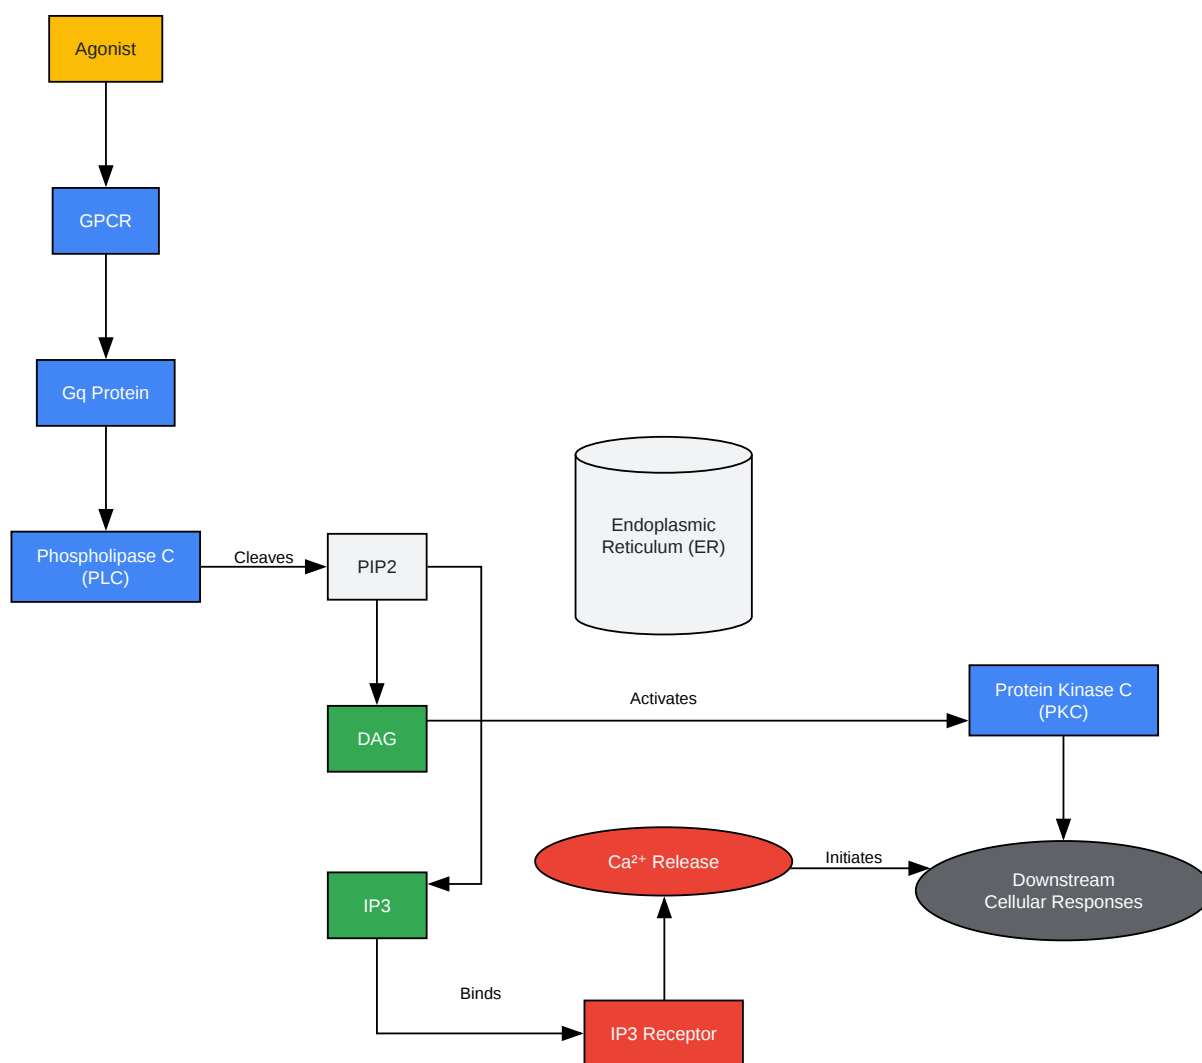 Agonist
GPCR
Gq Protein
Phospholipase C
(PLC)
Cleaves
PIP2
Endoplasmic
Reticulum (ER)
Activates
Protein Kinase C
(PKC)
DAG
Ca²⁺ Release
Initiates
Downstream
Cellular Responses
IP3
Binds
IP3 Receptor